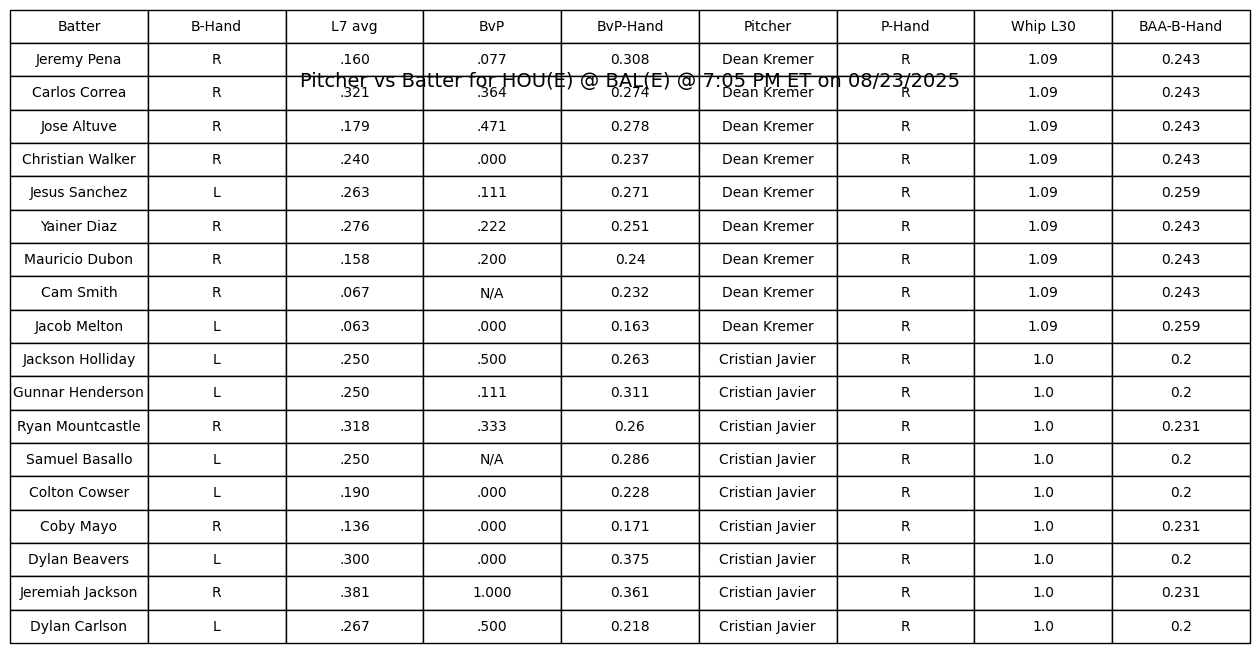 Batter B-Hand L7 avg BvP BvP-Hand Pitcher P-Hand Whip L30 BAA-B-Hand
Jeremy Pena R .160 .077 0.308 Dean Kremer R 1.09 0.243
Pitcher vs Batter for HOU(E) @ BAL(E) @ 7:05 PM ET on 08/23/2025
Carlos Correa R .321 .364 0.274 Dean Kremer R 1.09 0.243
Jose Altuve R .179 .471 0.278 Dean Kremer R 1.09 0.243
Christian Walker R .240 .000 0.237 Dean Kremer R 1.09 0.243
Jesus Sanchez L .263 .111 0.271 Dean Kremer R 1.09 0.259
Yainer Diaz R .276 .222 0.251 Dean Kremer R 1.09 0.243
Mauricio Dubon R .158 .200 0.24 Dean Kremer R 1.09 0.243
Cam Smith R .067 N/A 0.232 Dean Kremer R 1.09 0.243
Jacob Melton L .063 .000 0.163 Dean Kremer R 1.09 0.259
Jackson Holliday L .250 .500 0.263 Cristian Javier R 1.0 0.2
Gunnar Henderson L .250 .111 0.311 Cristian Javier R 1.0 0.2
Ryan Mountcastle R .318 .333 0.26 Cristian Javier R 1.0 0.231
Samuel Basallo L .250 N/A 0.286 Cristian Javier R 1.0 0.2
Colton Cowser L .190 .000 0.228 Cristian Javier R 1.0 0.2
Coby Mayo R .136 .000 0.171 Cristian Javier R 1.0 0.231
Dylan Beavers L .300 .000 0.375 Cristian Javier R 1.0 0.2
Jeremiah Jackson R .381 1.000 0.361 Cristian Javier R 1.0 0.231
Dylan Carlson L .267 .500 0.218 Cristian Javier R 1.0 0.2